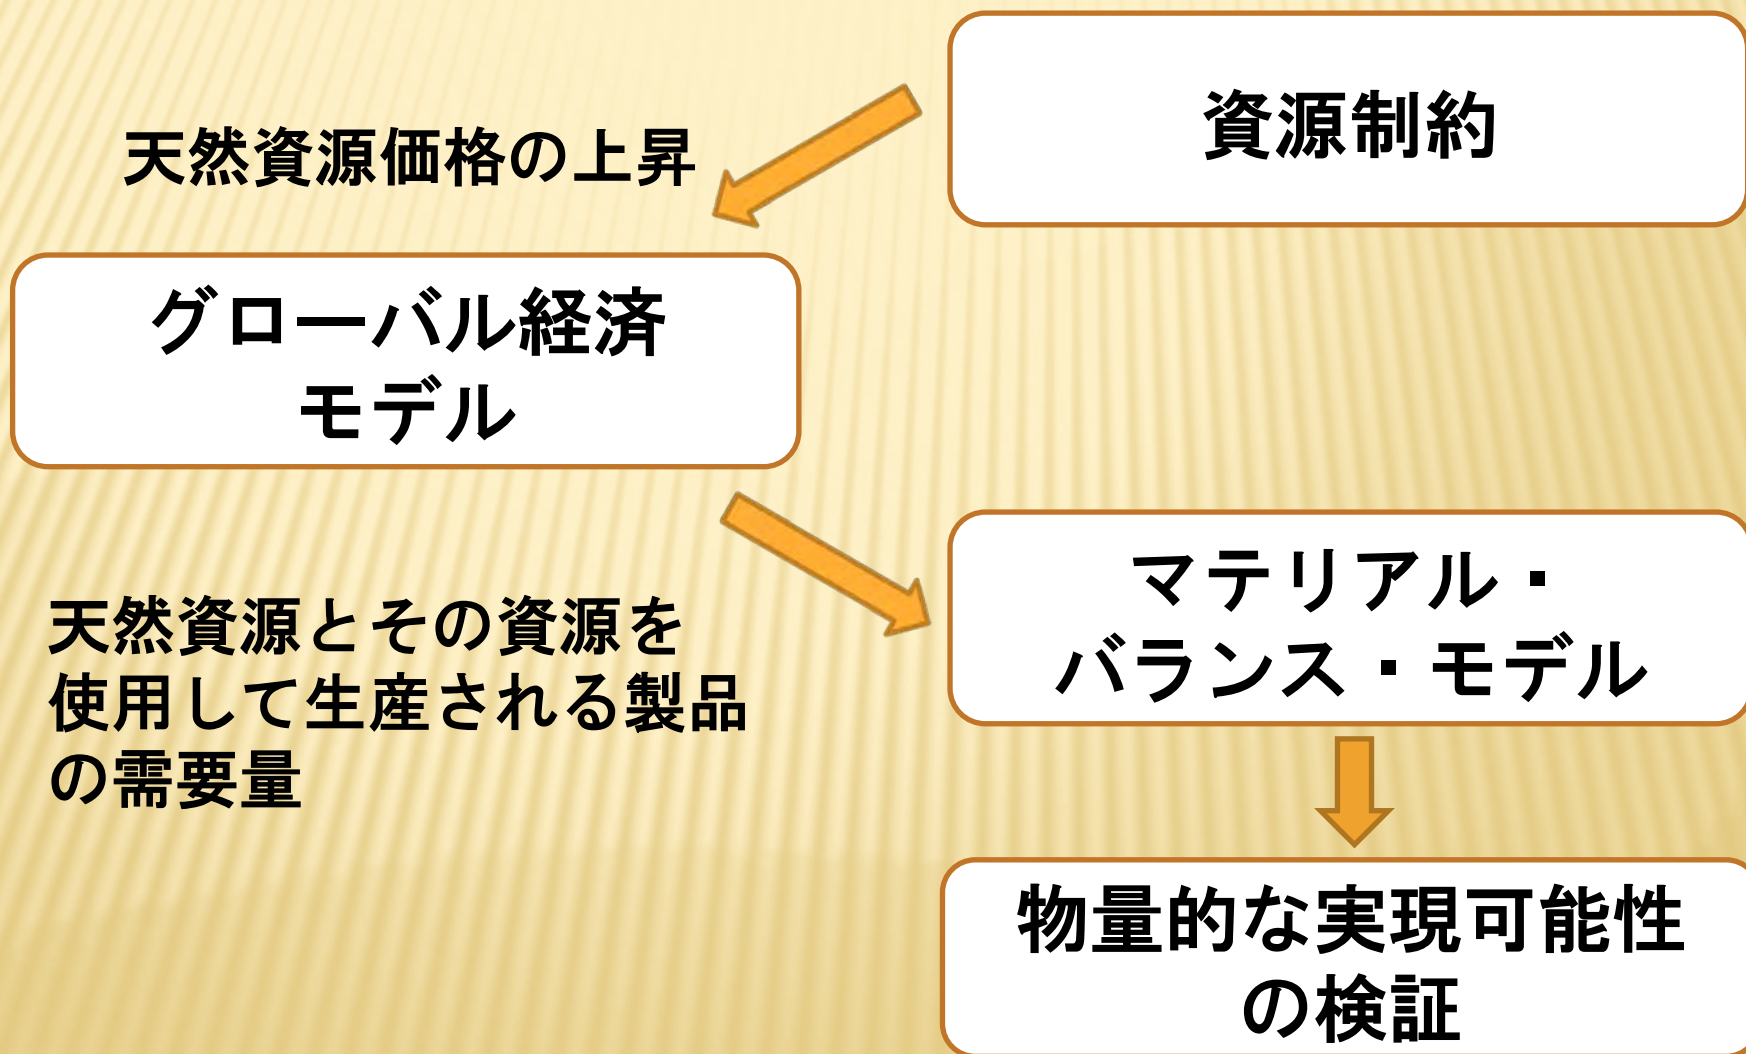 資源制約
天然資源価格の上昇
グローバル経済
モデル
天然資源とその資源を
使用して生産される製品
の需要量
マテリアル・
バランス・モデル
物量的な実現可能性
の検証